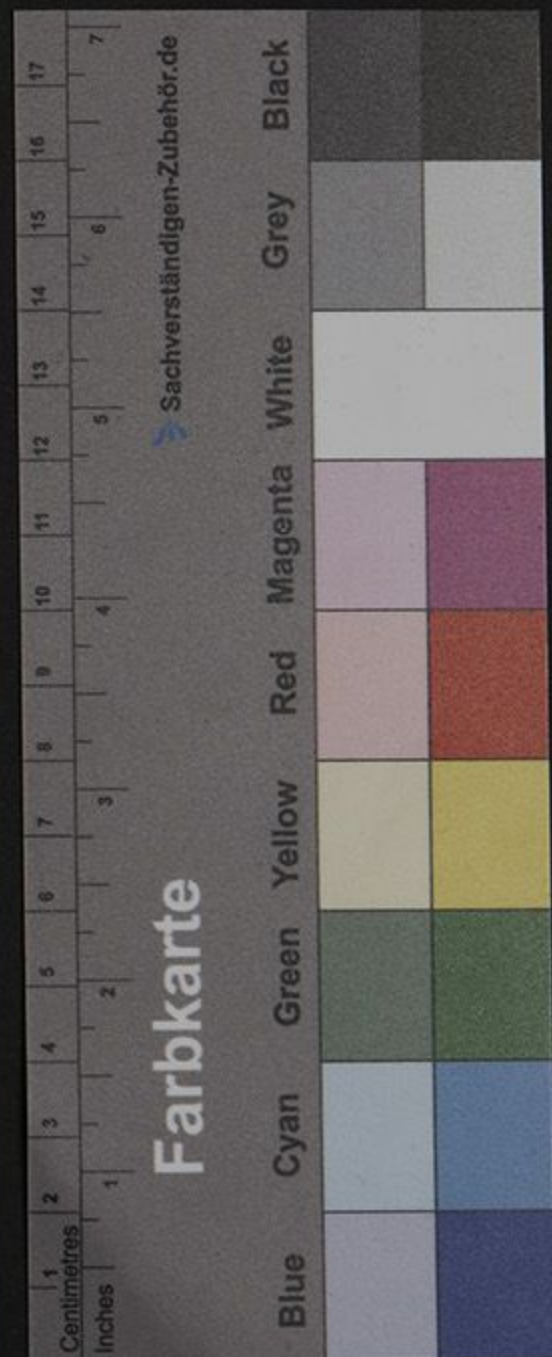 Centimetres 1 2 3 4 5 6 7 8 9 10 11 12 13 14 15 16 17
Inches 1 2 3 4 5 6 7
Farbkarte Sachverständigen-Zubehör.de
Blue Cyan Green Yellow Red Magenta White Grey Black